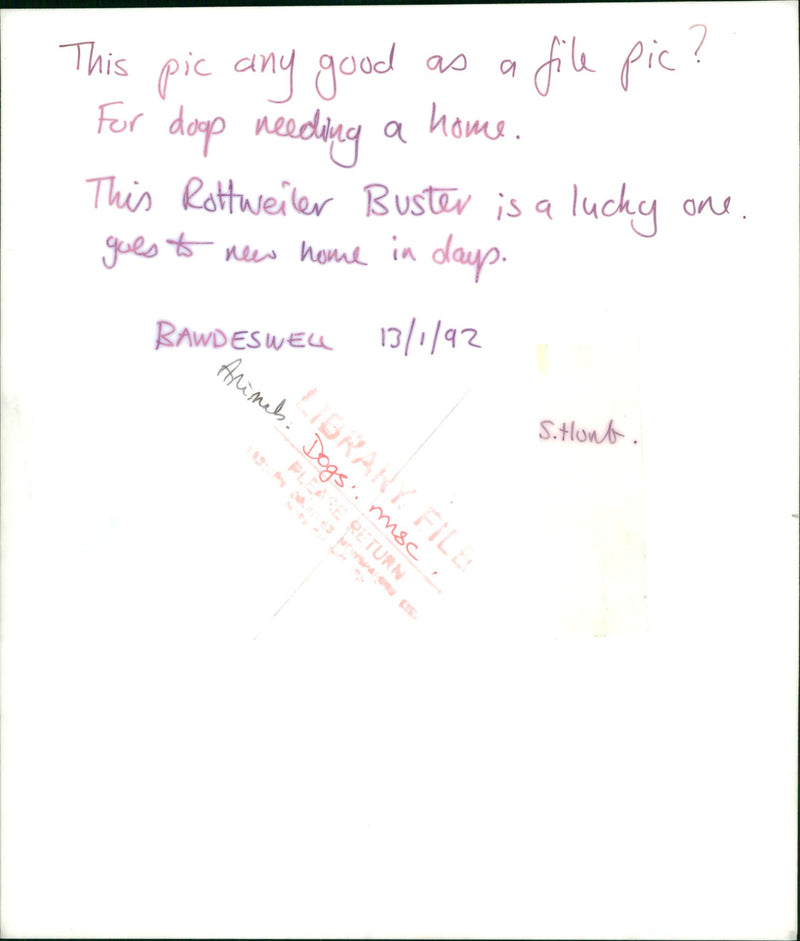 This pic any good as a file pic?
For dogs needing a home.
This Rottweiler Buster is a lucky one.
goes to new home in days.
BAWDESWELL 13/1/92
Animals:
LIBRARY FILE
Dogs: misc.
PLEASE RETURN
S. Hunt.